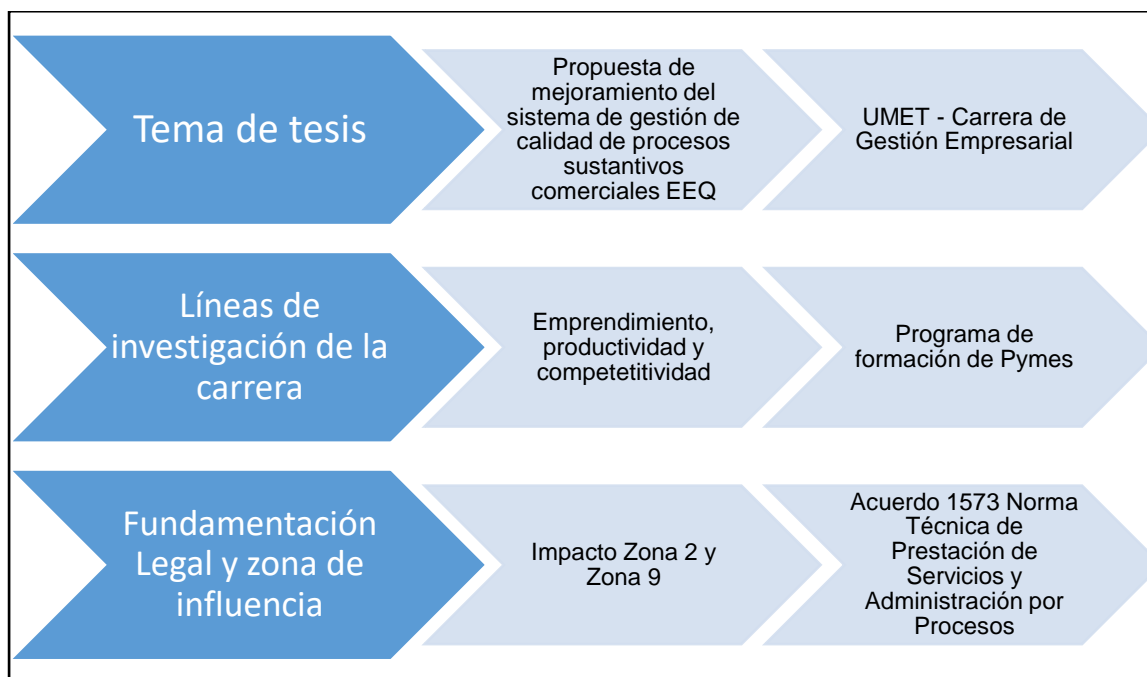 Tema de tesis
Propuesta de
mejoramiento del
sistema de gestión de
calidad de procesos
sustantivos
comerciales EEQ
UMET - Carrera de
Gestión Empresarial
Líneas de
investigación de la
carrera
Emprendimiento,
productividad y
competetitividad
Programa de
formación de Pymes
Fundamentación
Legal y zona de
influencia
Impacto Zona 2 y
Zona 9
Acuerdo 1573 Norma
Técnica de
Prestación de
Servicios y
Administración por
Procesos